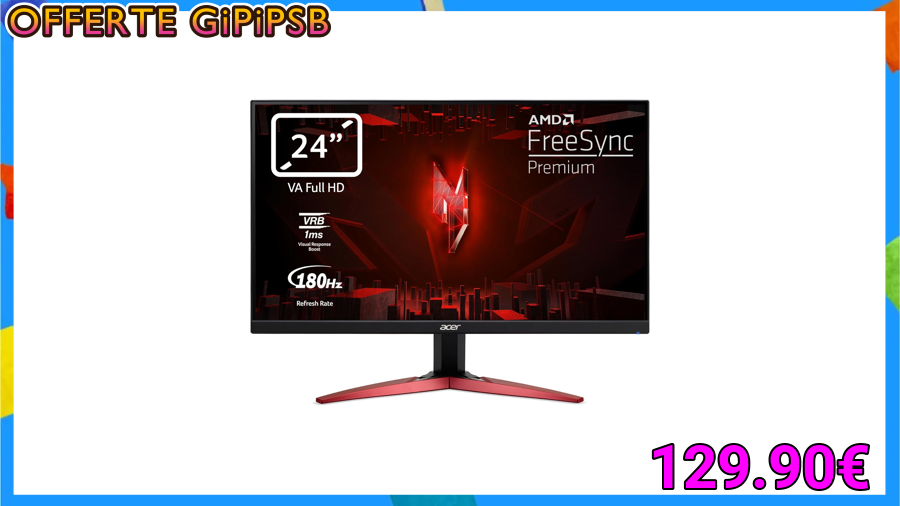 OFFERTE GiPiPSB
24”
VA Full HD
AMD
FreeSync
Premium
VRB
1ms
Visual Response
Boost
180Hz
Refresh Rate
acer
129.90€